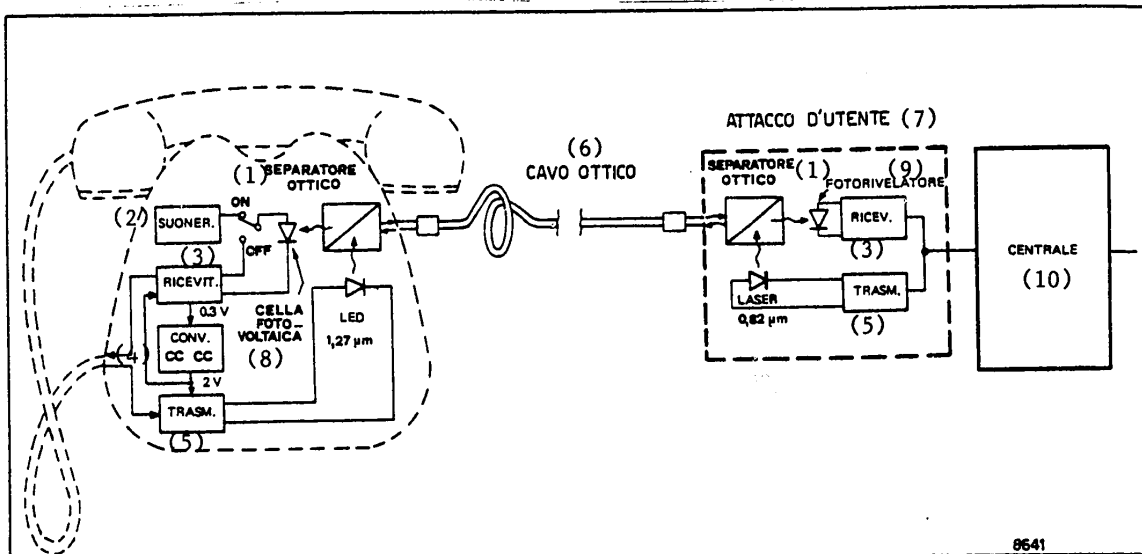 ATTACCO D'UTENTE (7)
(6)
CAVO OTTICO
(1)
SEPARATORE
OTTICO
ON
(2)
SUONER.
OFF
(3)
RICEVIT.
0.3 V
CELLA
FOTO-
VOLTAICA
(8)
LED
1,27 µm
(4)
CONV.
CC CC
2 V
TRASM.
(5)
SEPARATORE (1)
OTTICO
(9)
FOTORIVELATORE
RICEV.
(3)
LASER
0,82 µm
TRASM.
(5)
CENTRALE
(10)
8641